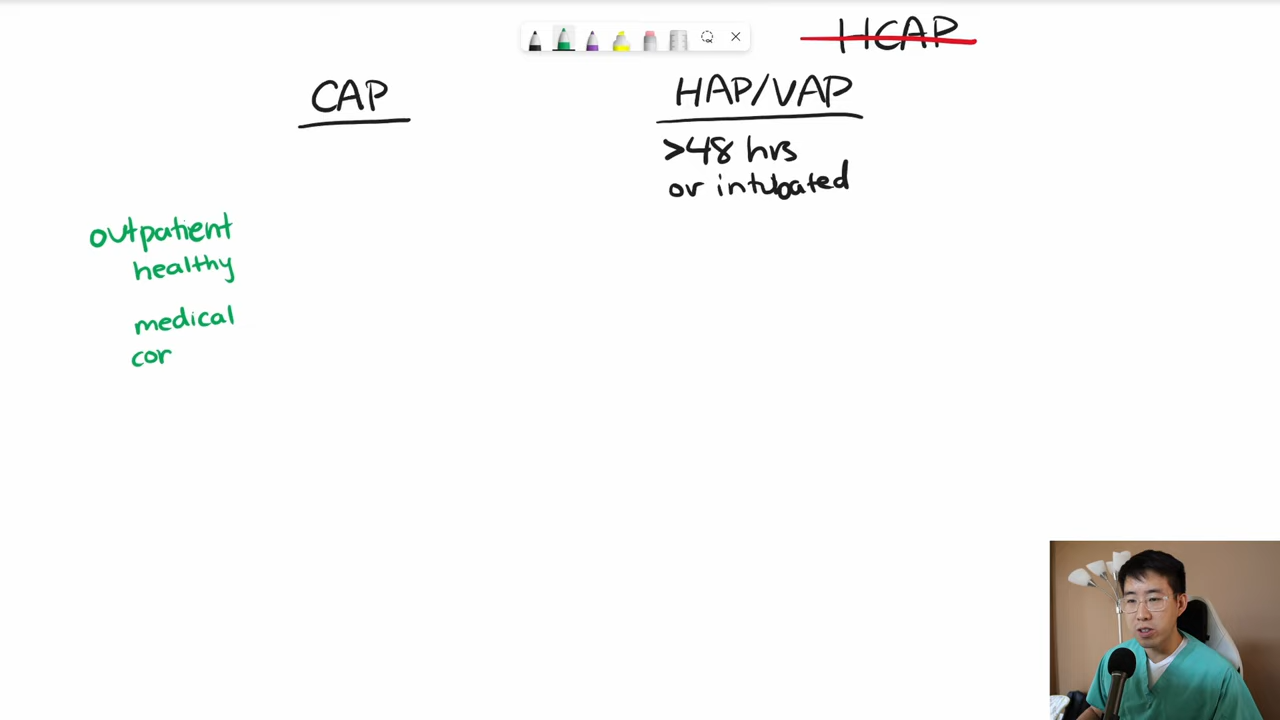 HCAP
CAP
HAP/VAP
>48 hrs
or intubated
outpatient
healthy
medical
cor